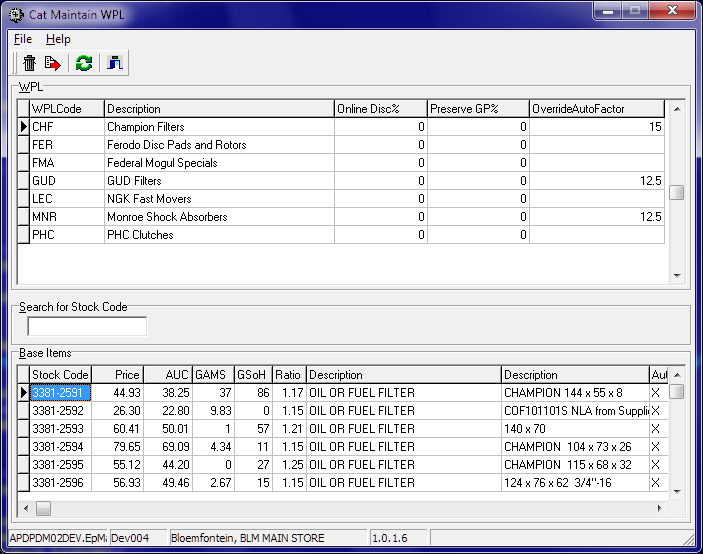 Cat Maintain WPL
File Help
WPL
WPLCode Description Online Disc% Preserve GP% OverrideAutoFactor
CHF Champion Filters 0 0 15
FER Ferodo Disc Pads and Rotors 0 0
FMA Federal Mogul Specials 0 0
GUD GUD Filters 0 0 12.5
LEC NGK Fast Movers 0 0
MNR Monroe Shock Absorbers 0 0 12.5
PHC PHC Clutches 0 0
Search for Stock Code
Base Items
Stock Code Price AUC GAMS GSoH Ratio Description Description Aut
3381-2591 44.93 38.25 37 86 1.17 OIL OR FUEL FILTER CHAMPION 144 x 55 x 8 X
3381-2592 26.30 22.80 9.83 0 1.15 OIL OR FUEL FILTER COF101101S NLA from Supplie X
3381-2593 60.41 50.01 1 57 1.21 OIL OR FUEL FILTER 140 x 70 X
3381-2594 79.65 69.09 4.34 11 1.15 OIL OR FUEL FILTER CHAMPION 104 x 73 x 26 X
3381-2595 55.12 44.20 0 27 1.25 OIL OR FUEL FILTER CHAMPION 115 x 68 x 32 X
3381-2596 56.93 49.46 2.67 15 1.15 OIL OR FUEL FILTER 124 x 76 x 62 3/4"-16 X
APDPDM02DEV.EpMa Dev004 Bloemfontein, BLM MAIN STORE 1.0.1.6